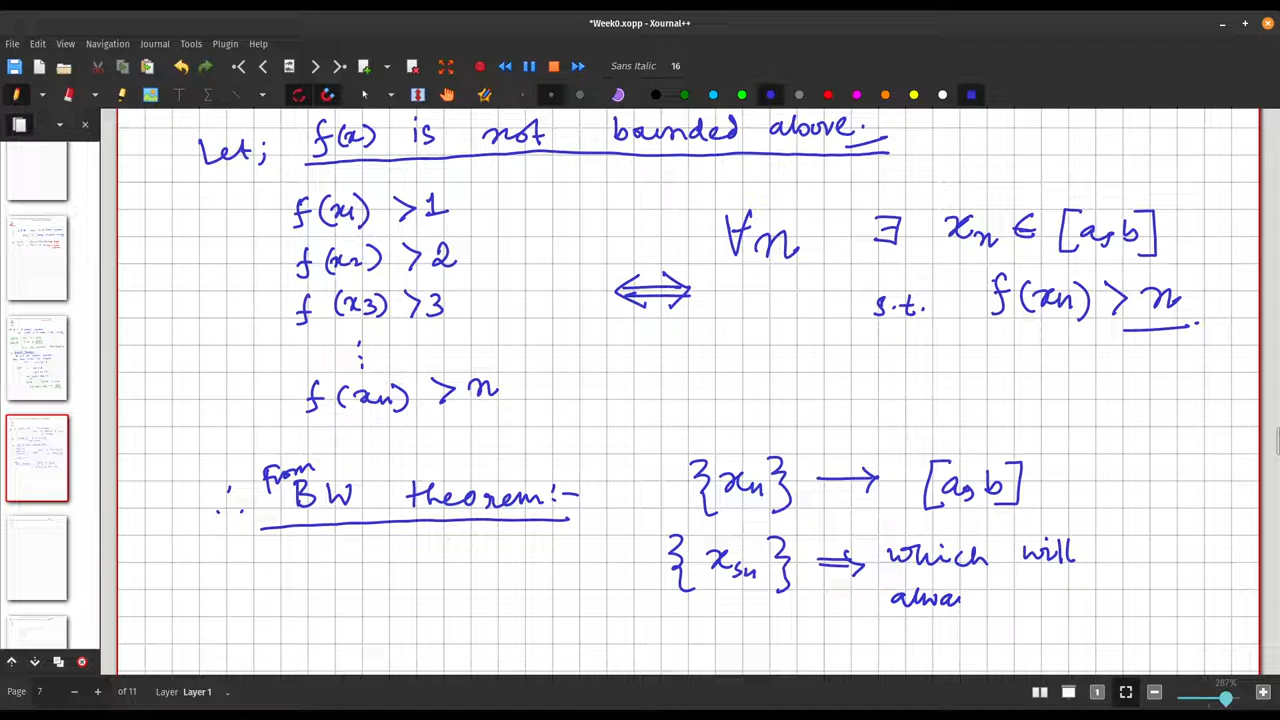 *Week0.xopp - Xournal++
File Edit View Navigation Journal Tools Plugin Help
Sans Italic 16
Let; f(x) is not bounded above.
f(x1) >1
f(x2) >2
f(x3) >3
⋮
f(xn) > n
⟺
∀n ∃ xn ∈ [a,b]
s.t. f(xn) > n.
∴ From BW theorem:-
{xn} → [a,b]
{xsn} ⇒ which will
alwa
Page 7 of 11 Layer Layer 1
287%